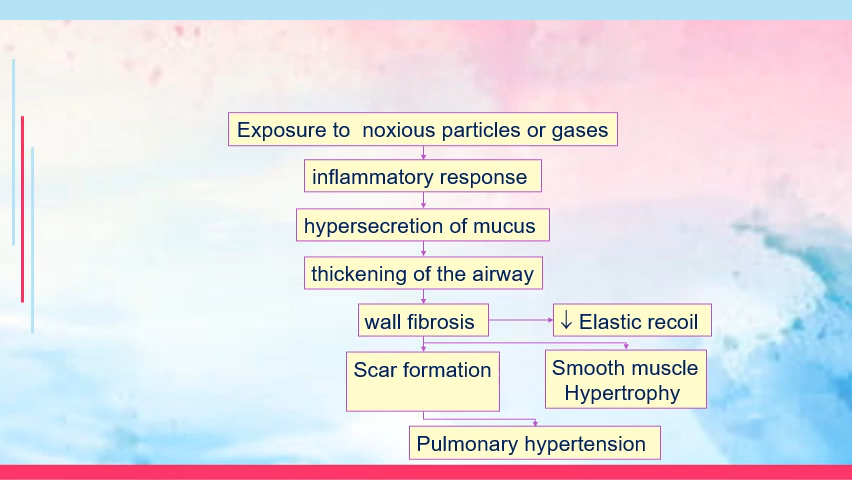 Exposure to  noxious particles or gases
inflammatory response
hypersecretion of mucus
thickening of the airway
wall fibrosis
↓ Elastic recoil
Scar formation
Smooth muscle
Hypertrophy
Pulmonary hypertension